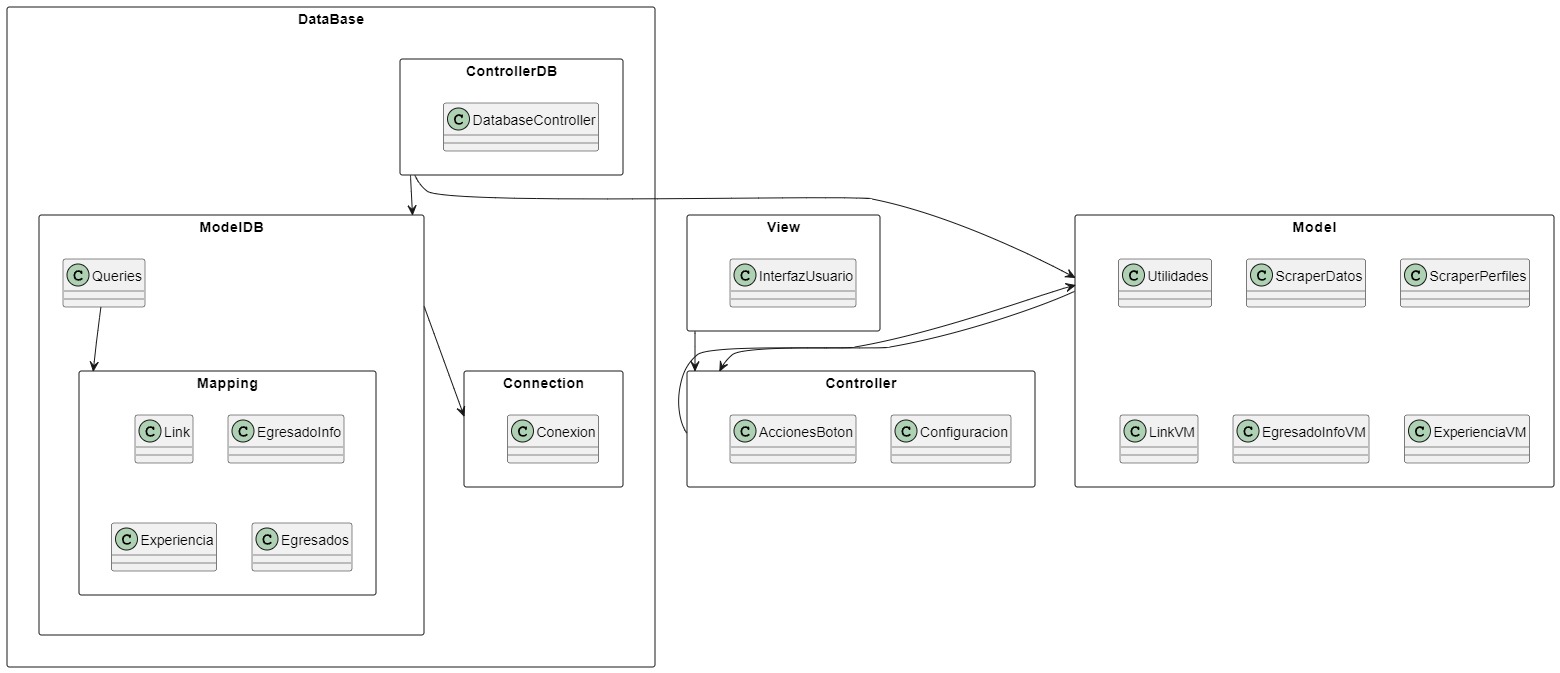 DataBase
ControllerDB
C DatabaseController
ModelDB
C Queries
Mapping
C Link
C EgresadoInfo
C Experiencia
C Egresados
Connection
C Conexion
View
C InterfazUsuario
Controller
C AccionesBoton
C Configuracion
Model
C Utilidades
C ScraperDatos
C ScraperPerfiles
C LinkVM
C EgresadoInfoVM
C ExperienciaVM